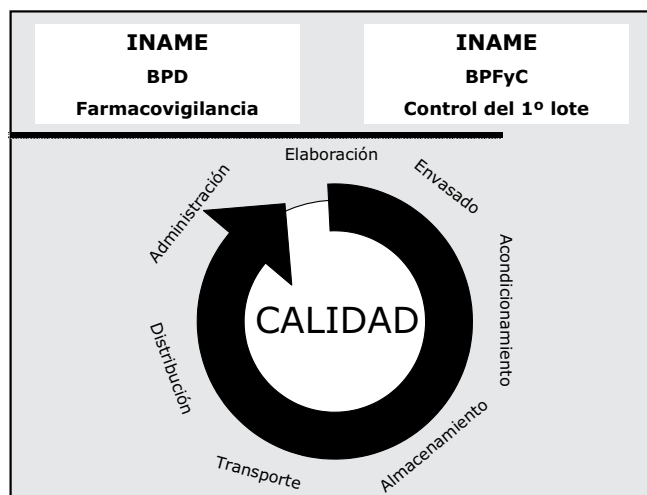 INAME
BPD
Farmacovigilancia
INAME
BPFyC
Control del 1º lote
Elaboración
Envasado
Acondicionamiento
Almacenamiento
Transporte
Distribución
Administración
CALIDAD